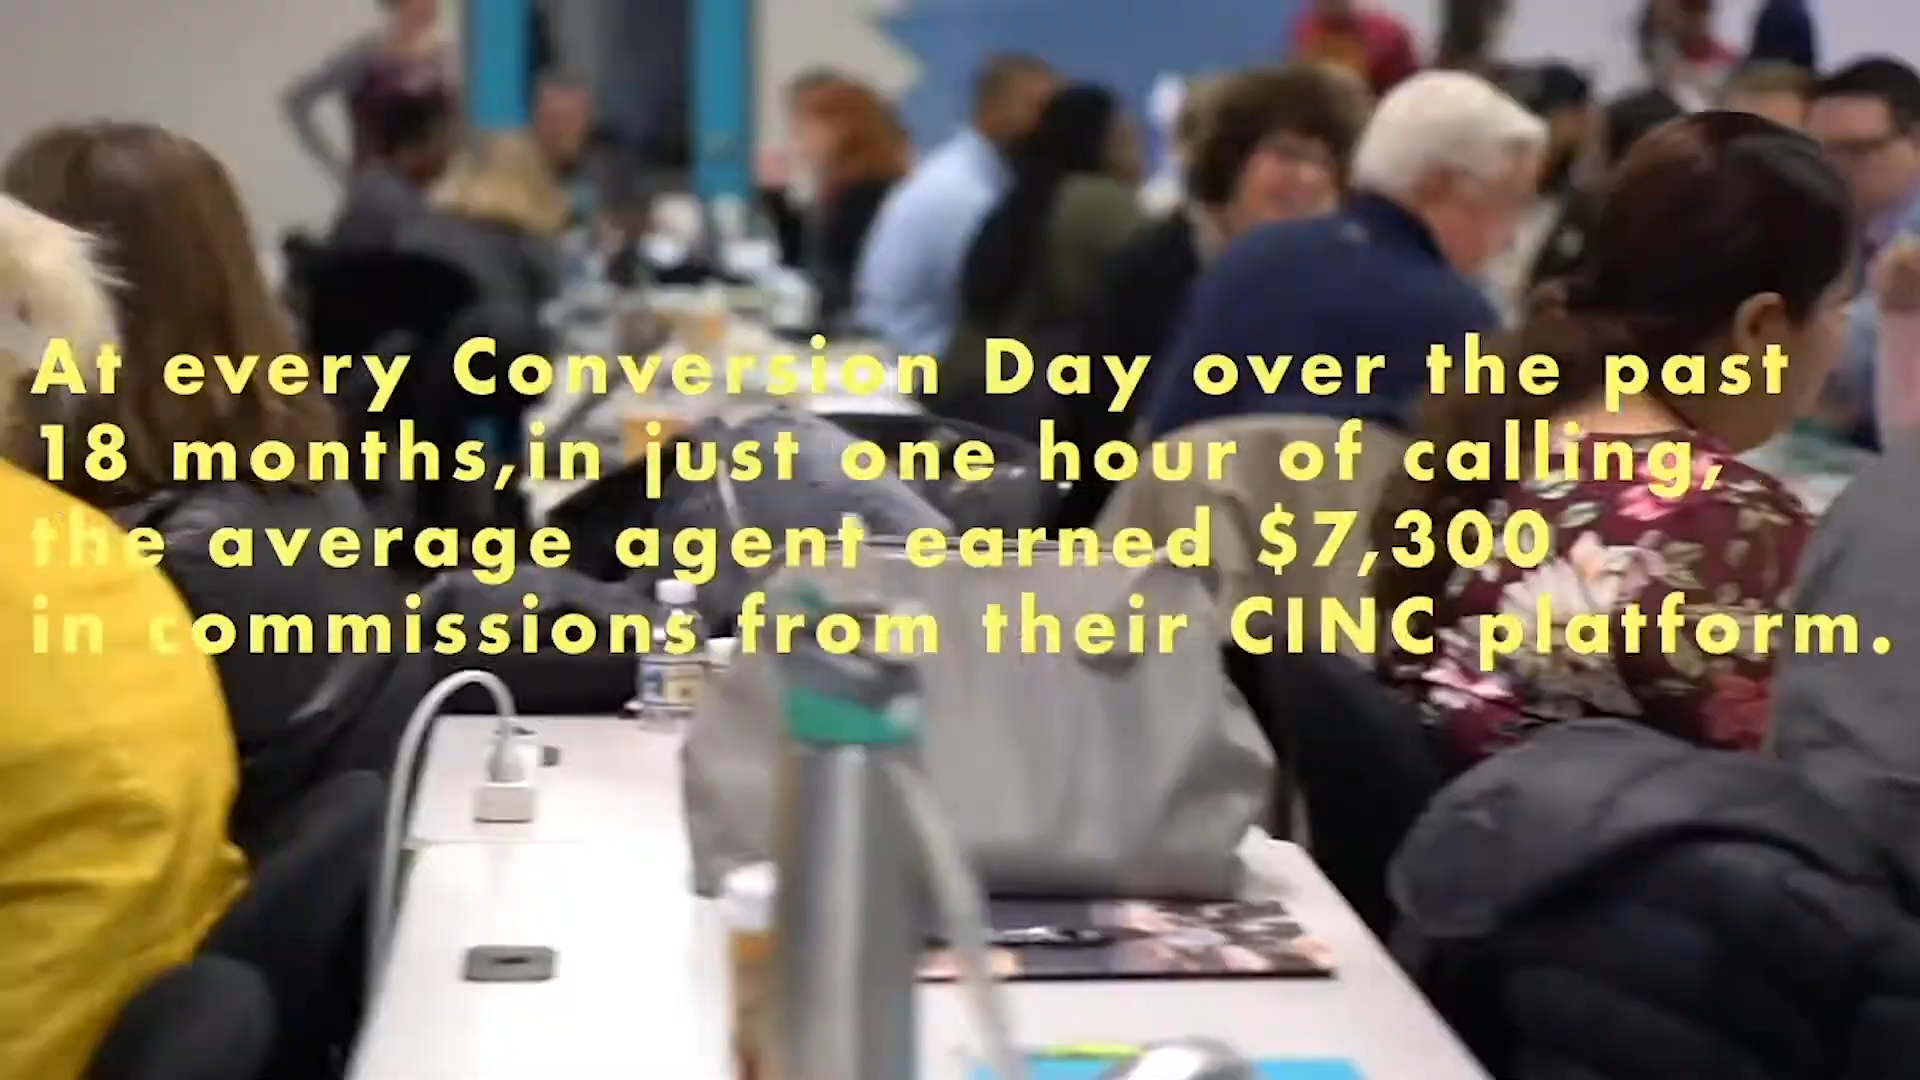 At every Conversion Day over the past
18 months,in just one hour of calling,
the average agent earned $7,300
in commissions from their CINC platform.